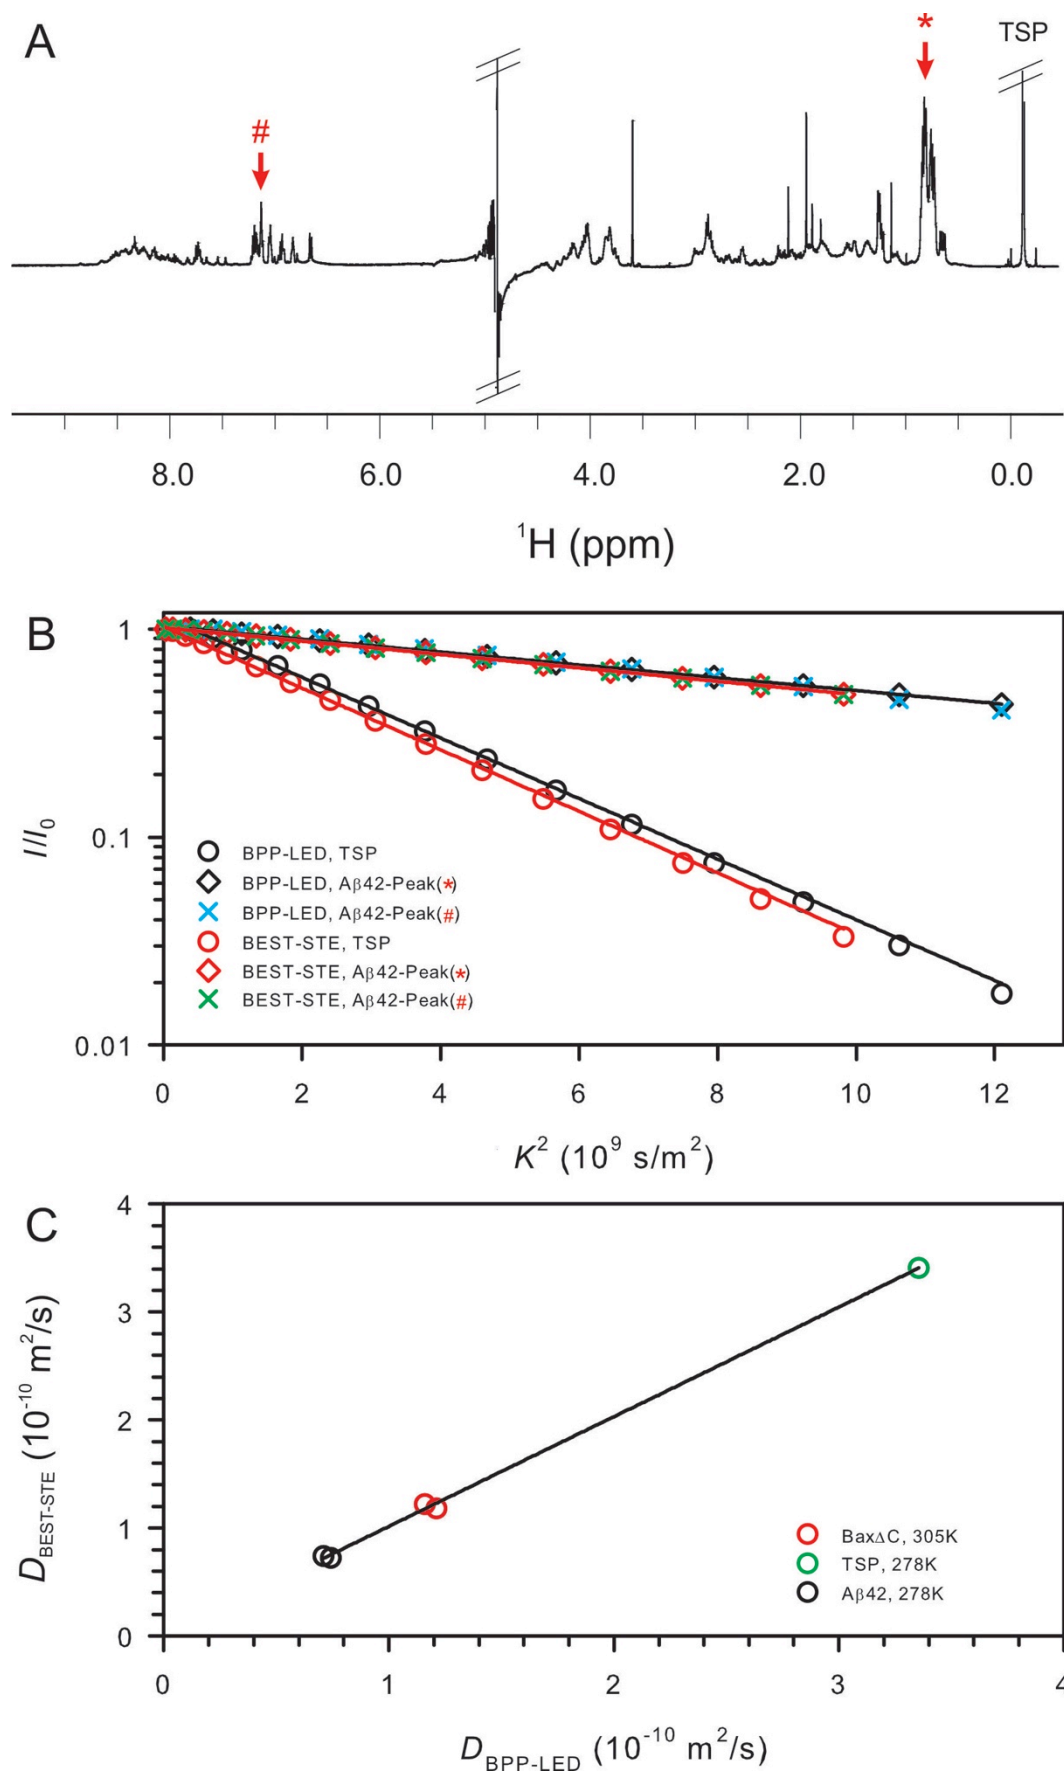 A
*
TSP
#
8.0 6.0 4.0 2.0 0.0
¹H (ppm)
B
1
0.1
0.01
I/I₀
BPP-LED, TSP
BPP-LED, Aβ42-Peak(*)
BPP-LED, Aβ42-Peak(#)
BEST-STE, TSP
BEST-STE, Aβ42-Peak(*)
BEST-STE, Aβ42-Peak(#)
0 2 4 6 8 10 12
K² (10⁹ s/m²)
C
4
3
2
1
0
D_BEST-STE (10⁻¹⁰ m²/s)
BaxΔC, 305K
TSP, 278K
Aβ42, 278K
0 1 2 3 4
D_BPP-LED (10⁻¹⁰ m²/s)